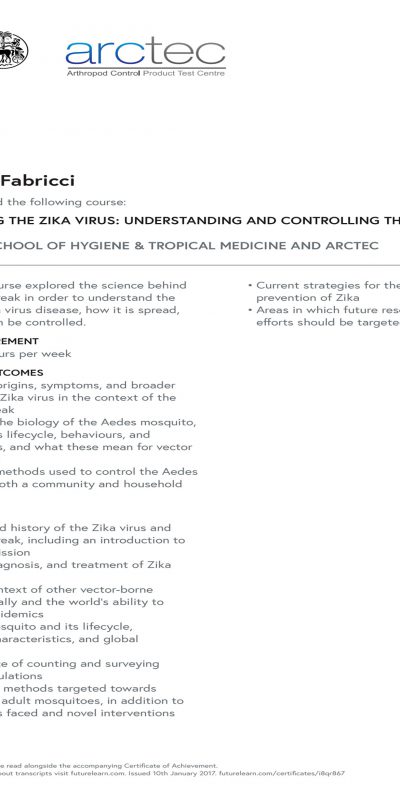 arctec
Arthropod Control Product Test Centre
Fabricci
d the following course:
G THE ZIKA VIRUS: UNDERSTANDING AND CONTROLLING TH
CHOOL OF HYGIENE & TROPICAL MEDICINE AND ARCTEC
urse explored the science behind
reak in order to understand the
virus disease, how it is spread,
n be controlled.
REMENT
urs per week
UTCOMES
origins, symptoms, and broader
Zika virus in the context of the
eak
he biology of the Aedes mosquito,
s lifecycle, behaviours, and
s, and what these mean for vector
methods used to control the Aedes
oth a community and household
d history of the Zika virus and
reak, including an introduction to
ission
agnosis, and treatment of Zika
ntext of other vector-borne
ally and the world's ability to
idemics
squito and its lifecycle,
haracteristics, and global
ce of counting and surveying
ulations
methods targeted towards
adult mosquitoes, in addition to
s faced and novel interventions
• Current strategies for the
prevention of Zika
• Areas in which future rese
efforts should be targete
e read alongside the accompanying Certificate of Achievement.
out transcripts visit futurelearn.com. Issued 10th January 2017. futurelearn.com/certificates/i8qr867